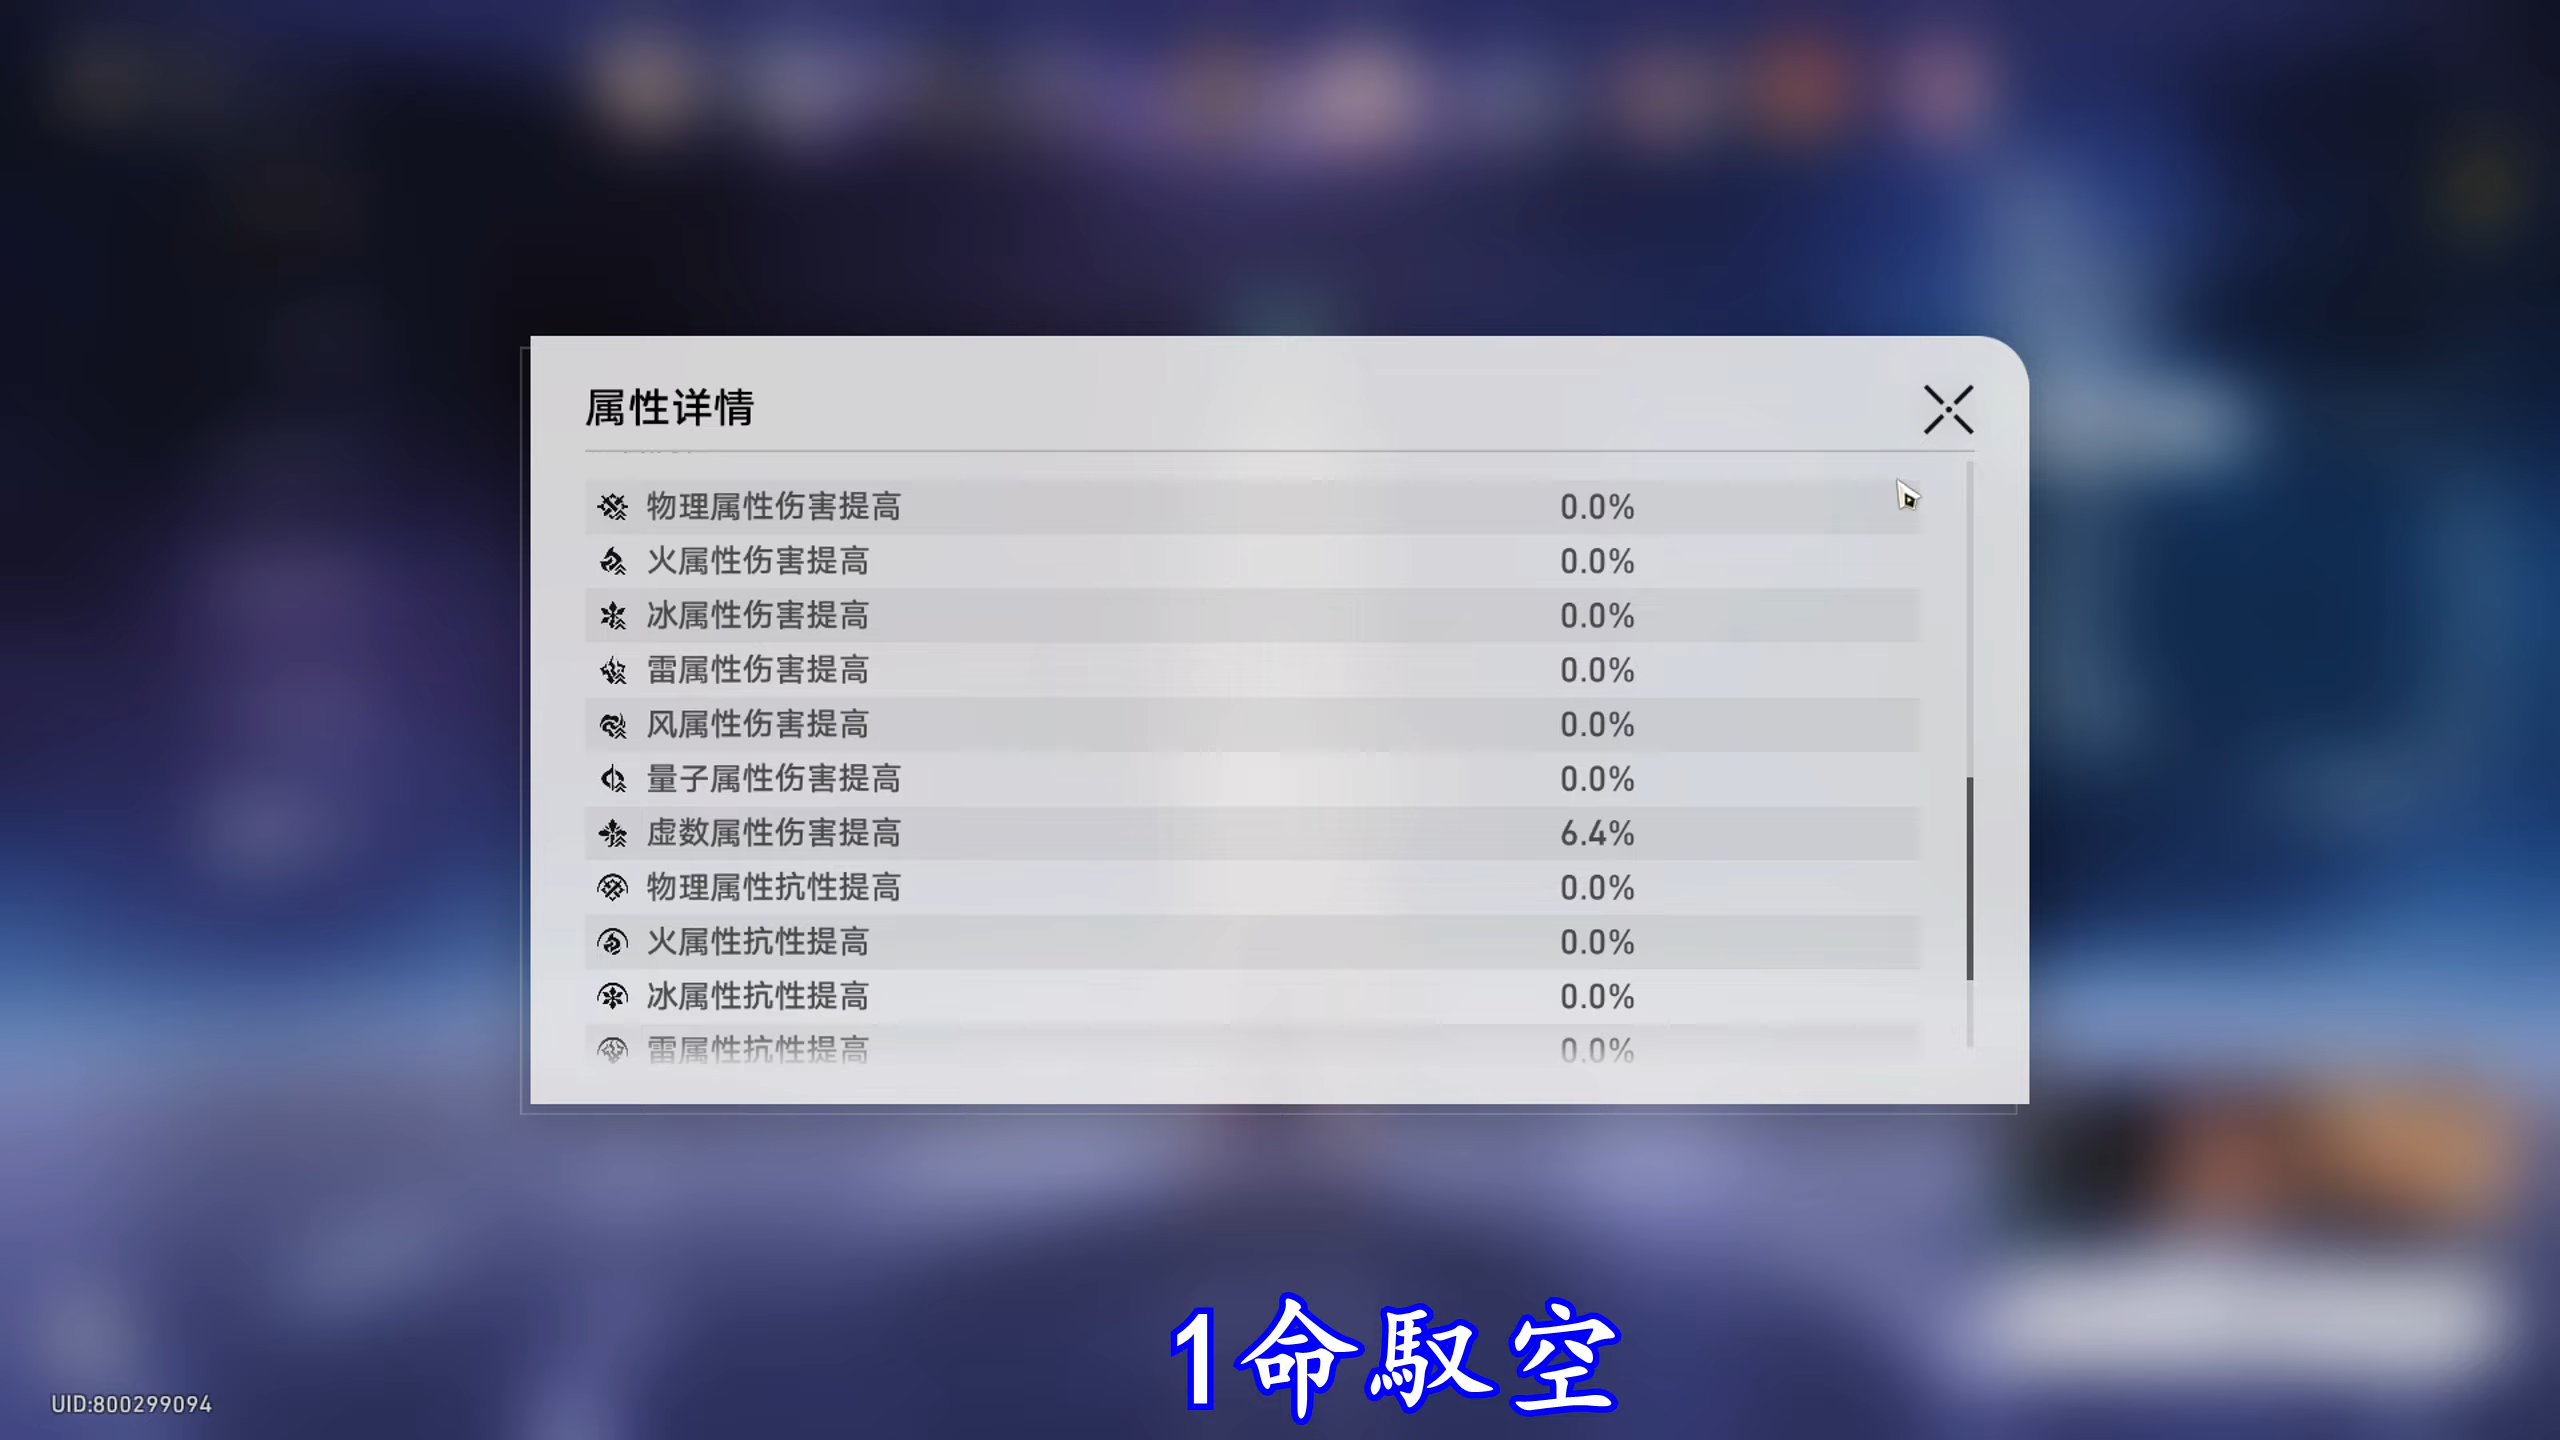 属性详情
物理属性伤害提高 0.0%
火属性伤害提高 0.0%
冰属性伤害提高 0.0%
雷属性伤害提高 0.0%
风属性伤害提高 0.0%
量子属性伤害提高 0.0%
虚数属性伤害提高 6.4%
物理属性抗性提高 0.0%
火属性抗性提高 0.0%
冰属性抗性提高 0.0%
雷属性抗性提高 0.0%
1命馭空
UID:800299094